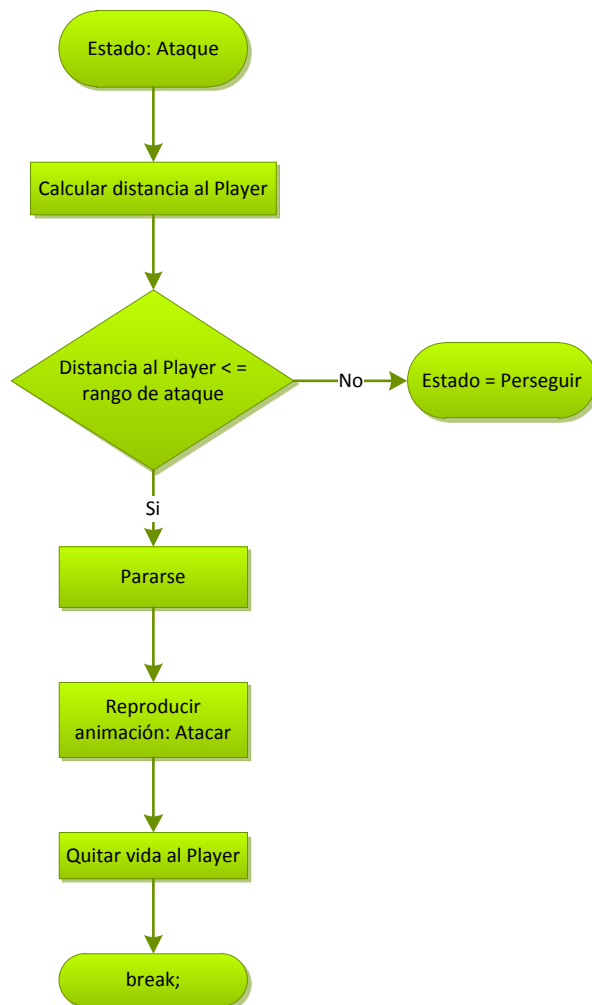 Estado: Ataque
Calcular distancia al Player
Distancia al Player < =
rango de ataque
No
Estado = Perseguir
Si
Pararse
Reproducir
animación: Atacar
Quitar vida al Player
break;